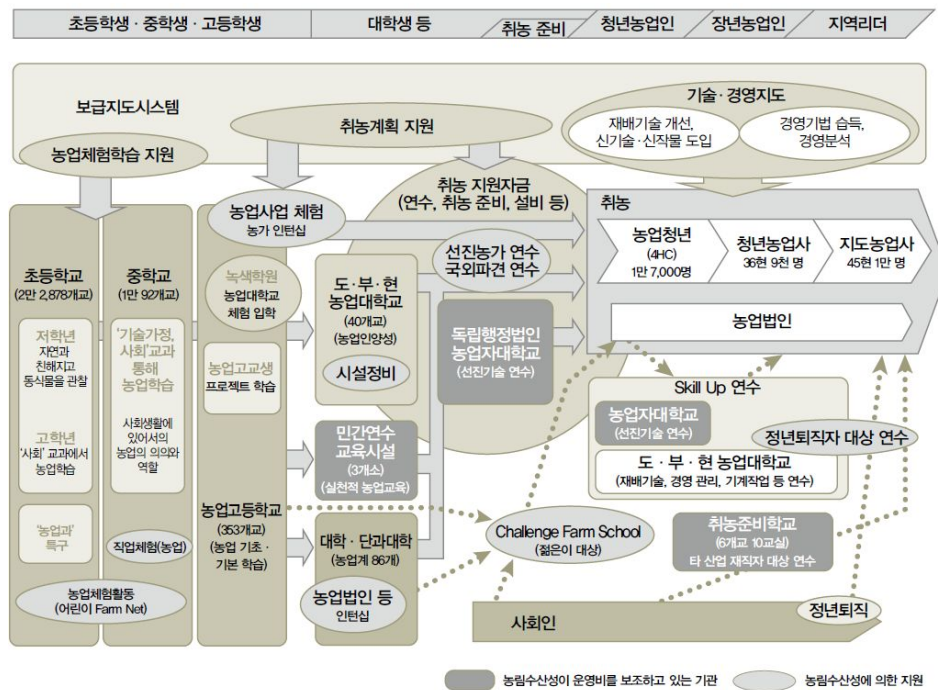 초등학생·중학생·고등학생
대학생 등
취농 준비
청년농업인
장년농업인
지역리더
보급지도시스템
취농계획 지원
농업체험학습 지원
기술·경영지도
재배기술 개선,
신기술·신작물 도입
경영기법 습득,
경영분석
초등학교
(2만 2,878개교)
저학년
자연과
친해지고
동식물을 관찰
고학년
'사회' 교과에서
농업학습
'농업과'
특구
중학교
(1만 92개교)
'기술가정,
사회'교과
통해
농업학습
사회생활에
있어서의
농업의 의의와
역할
직업체험(농업)
농업체험활동
(어린이 Farm Net)
농업사업 체험
농가 인턴십
녹색학원
농업대학교
체험 입학
농업고교생
프로젝트 학습
농업고등학교
(353개교)
(농업 기초·
기본 학습)
취농 지원자금
(연수, 취농 준비, 설비 등)
도·부·현
농업대학교
(40개교)
(농업인양성)
시설정비
민간연수
교육시설
(3개소)
(실천적 농업교육)
대학·단과대학
(농업계 86개)
농업법인 등
인턴십
선진농가 연수
국외파견 연수
독립행정법인
농업자대학교
(선진기술 연수)
취농
농업청년
(4HC)
1만 7,000명
청년농업사
36현 9천 명
지도농업사
45현 1만 명
농업법인
Skill Up 연수
농업자대학교
(선진기술 연수)
도·부·현 농업대학교
(재배기술, 경영 관리, 기계작업 등 연수)
정년퇴직자 대상 연수
Challenge Farm School
(젊은이 대상)
취농준비학교
(6개교 10교실)
타 산업 재직자 대상 연수
사회인
정년퇴직
농림수산성이 운영비를 보조하고 있는 기관
농림수산성에 의한 지원